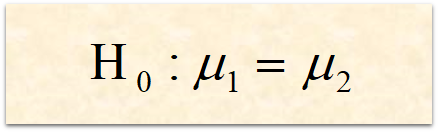 H₀ : μ₁ = μ₂